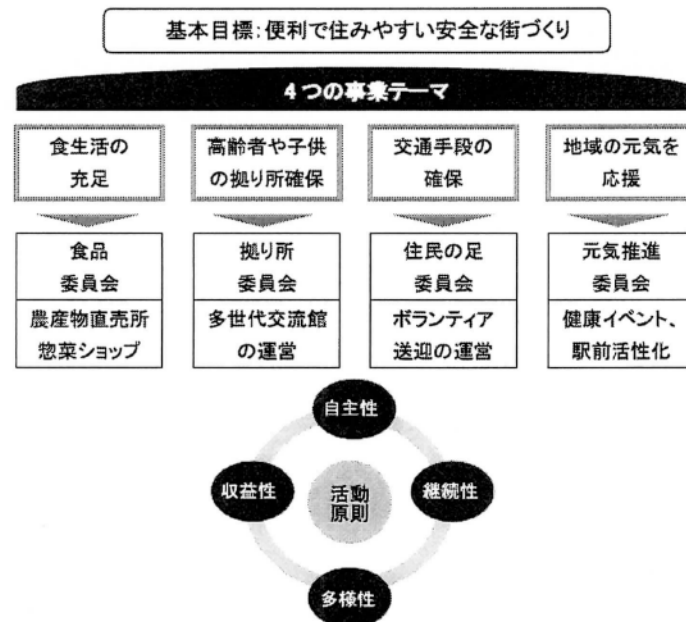 基本目標:便利で住みやすい安全な街づくり
4つの事業テーマ
食生活の
充足
高齢者や子供
の拠り所確保
交通手段の
確保
地域の元気を
応援
食品
委員会
農産物直売所
惣菜ショップ
拠り所
委員会
多世代交流館
の運営
住民の足
委員会
ボランティア
送迎の運営
元気推進
委員会
健康イベント、
駅前活性化
自主性
収益性
活動
原則
継続性
多様性